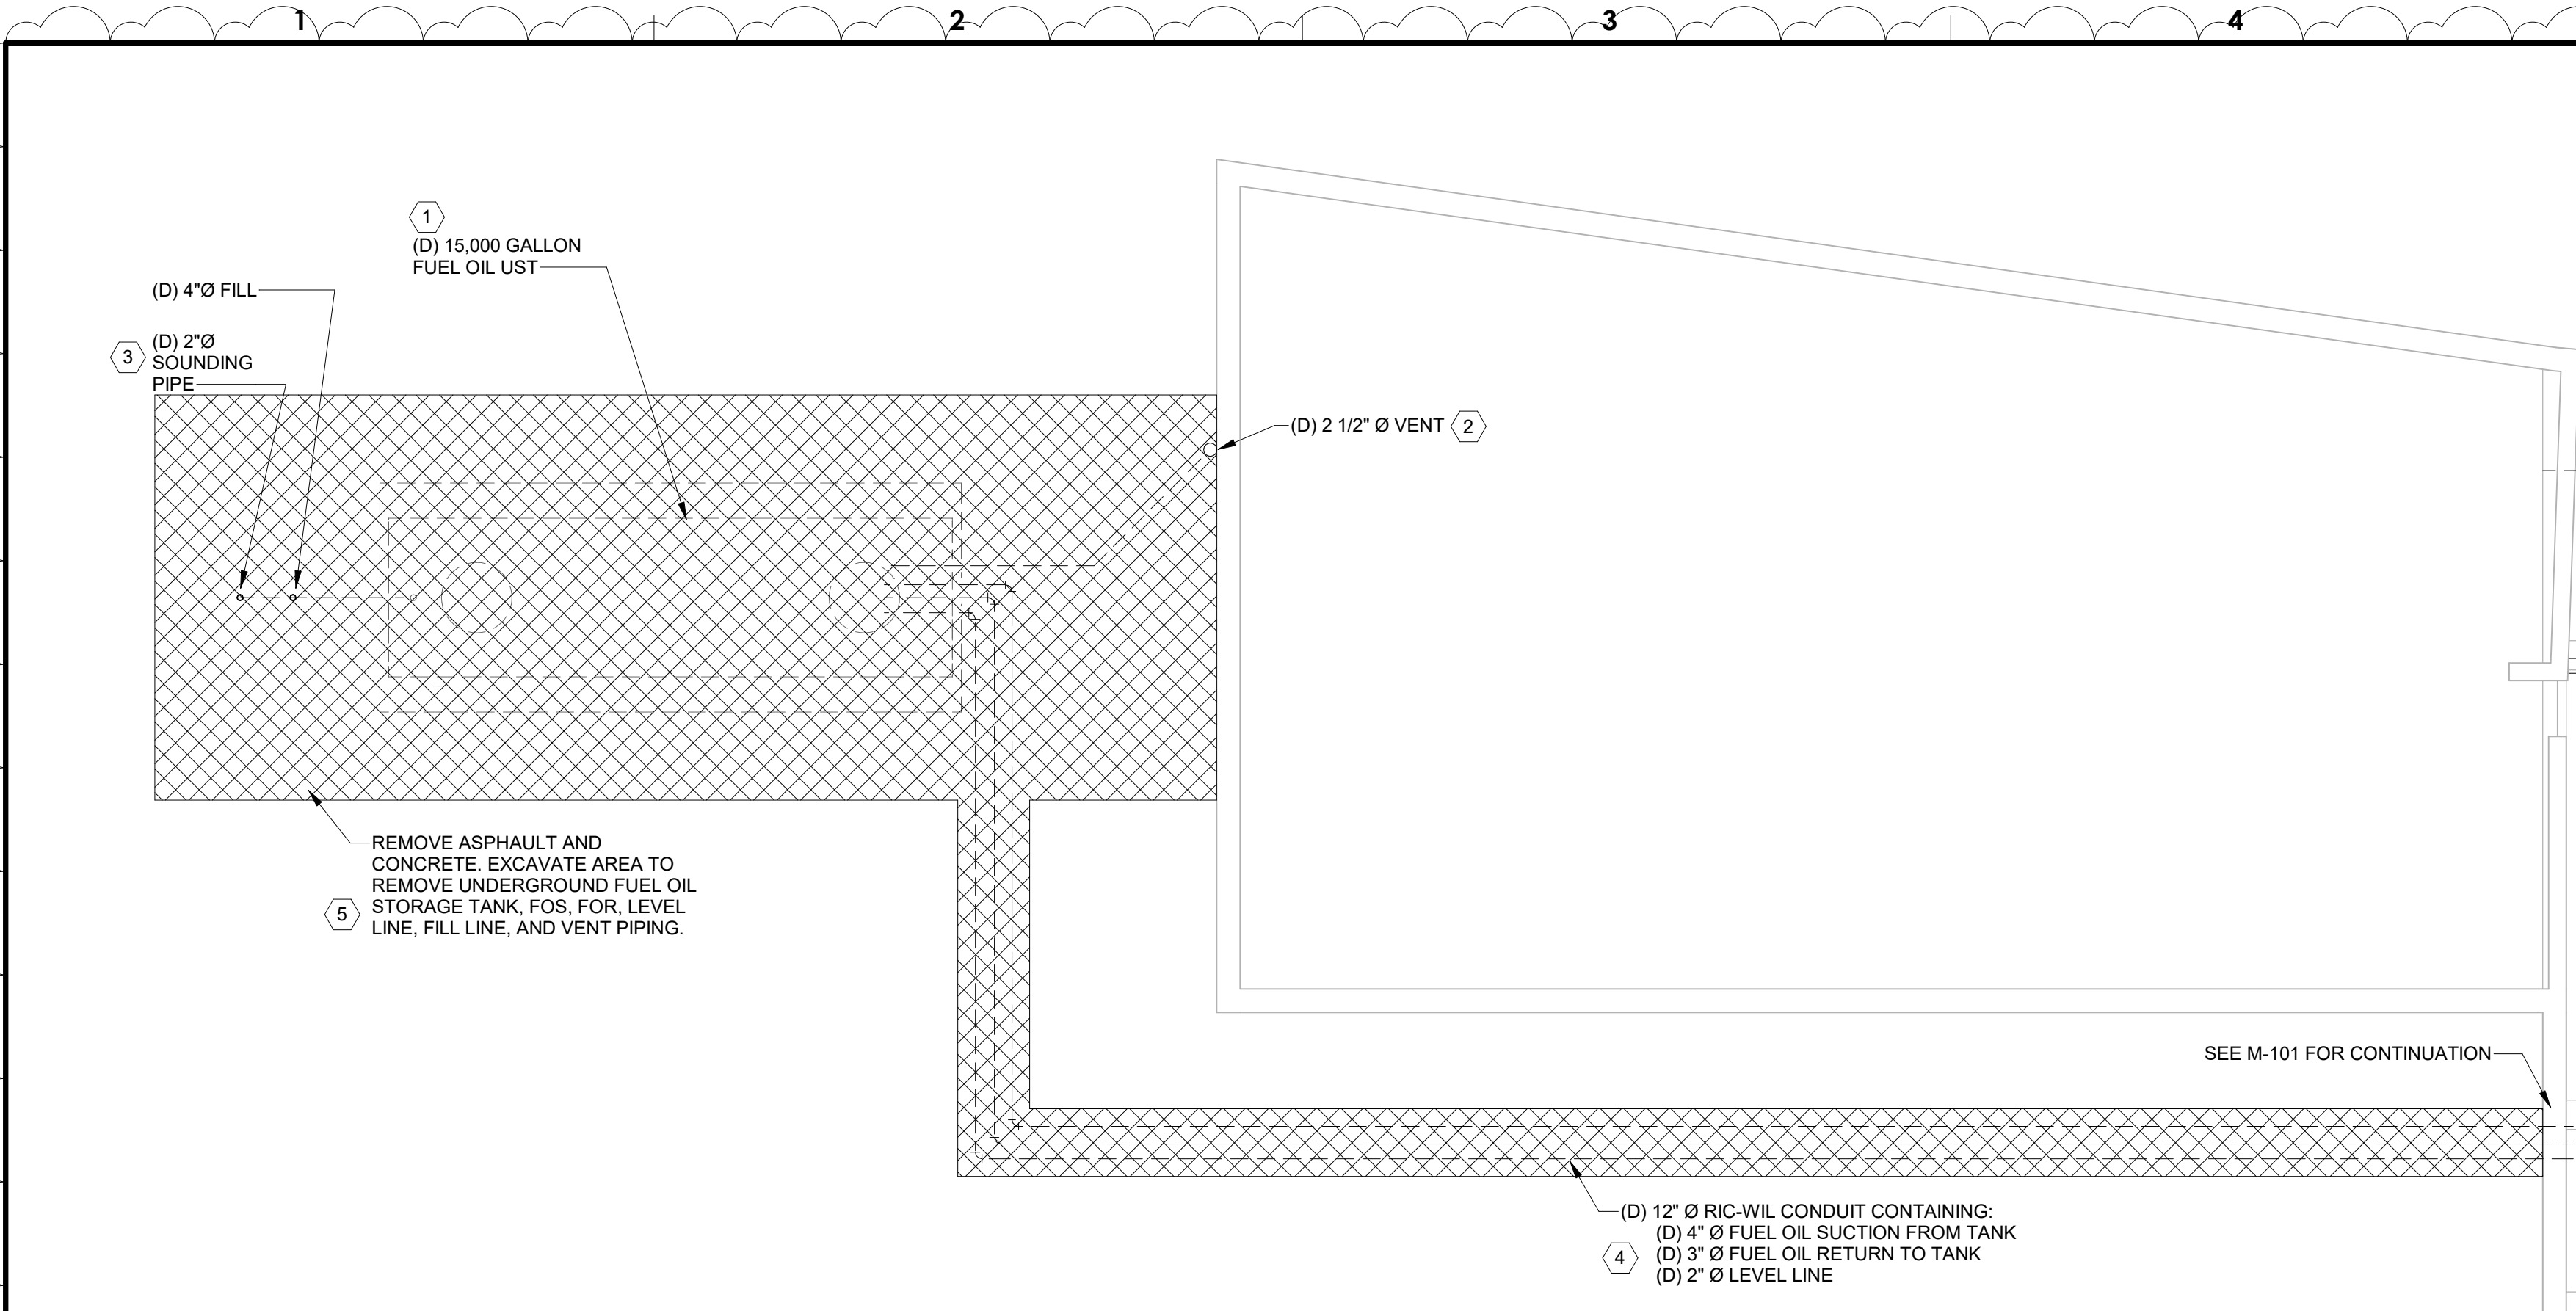 1 2 3 4
1
(D) 15,000 GALLON
FUEL OIL UST
(D) 4"Ø FILL
3
(D) 2"Ø
SOUNDING
PIPE
(D) 2 1/2" Ø VENT 2
REMOVE ASPHAULT AND
CONCRETE. EXCAVATE AREA TO
REMOVE UNDERGROUND FUEL OIL
STORAGE TANK, FOS, FOR, LEVEL
LINE, FILL LINE, AND VENT PIPING.
5
SEE M-101 FOR CONTINUATION
(D) 12" Ø RIC-WIL CONDUIT CONTAINING:
(D) 4" Ø FUEL OIL SUCTION FROM TANK
(D) 3" Ø FUEL OIL RETURN TO TANK
(D) 2" Ø LEVEL LINE
4